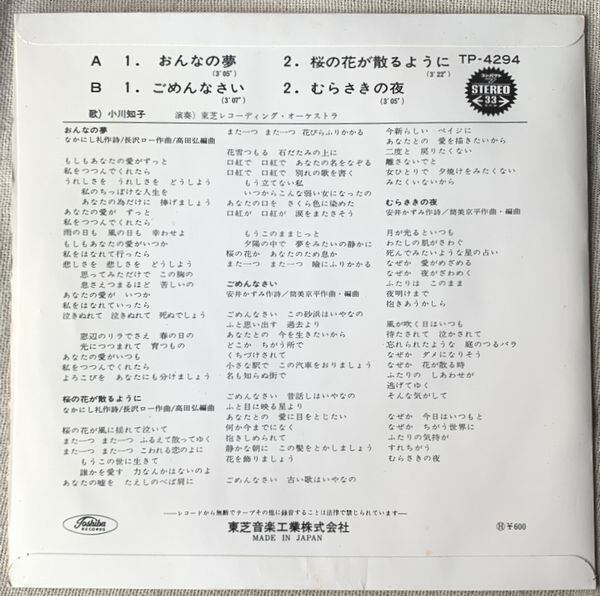 A 1. おんなの夢 (3′05″) 2. 桜の花が散るように (3′22″) TP-4294
B 1. ごめんなさい (3′07″) 2. むらさきの夜 (3′05″)
STEREO
33
歌) 小川知子 演奏) 東芝レコーディング・オーケストラ
おんなの夢
なかにし礼作詩/長沢ロー作曲/高田弘編曲
もしもあなたの愛がずっと
私をつつんでくれたら
うれしさを うれしさを どうしよう
私のちっぽけな人生を
あなたの為だけに 捧げましょう
あなたの愛が ずっと
私をつつんでくれたら
雨の日も 風の日も 幸わせよ
もしもあなたの愛がいつか
私をはなれて行ったら
悲しさを 悲しさを どうしよう
思ってみただけで この胸の
息さえつまるほど 苦しいの
あなたの愛が いつか
私をはなれていったら
泣きぬれて 泣きぬれて 死ぬでしょう
窓辺のリラでさえ 春の日の
光につつまれて 育つもの
あなたの愛がいつも
私をつつんでくれたら
よろこびを あなたにも分けましょう
桜の花が散るように
なかにし礼作詩/長沢ロー作曲/高田弘編曲
桜の花が風に揺れて泣いて
また一つ また一つ ふるえて散ってゆく
また一つ また一つ こわれる恋のよに
もうこの世に生きて
誰かを愛す 力なんかはないのよ
あなたの嘘を たえしのべば肩に
また一つ また一つ 花びらふりかかる
花雪つもる 石だたみの上に
口紅で 口紅で あなたの名をなぞる
口紅で 口紅で 別れの歌を書く
もう立てない私
いつからこんな弱い女になったの
あなたの口を さくら色に染めた
口紅が 口紅が 涙をまたさそう
もうこのままじっと
夕陽の中で 夢をみたいの静かに
桜の花か あなたのため息か
また一つ また一つ 瞼にふりかかる
ごめんなさい
安井かずみ作詩/筒美京平作曲・編曲
ごめんなさい この砂浜はいやなの
ふと思い出す 過去より
あなたとの 今を生きたいから
どこか ちがう所で
くちづけされて
小さな駅で この汽車をおりましょう
名も知らぬ街で
ごめんなさい 昔話しはいやなの
ふと目に映る星より
あなたとの 愛に目をとじたい
何か今までになく
抱きしめられて
静かな朝に この髪をとかしましょう
花を飾りましょう
ごめんなさい 古い歌はいやなの
今新らしい ページに
あなたとの 愛を描きたいから
二度と 戻りたくない
離さないでと
女ひとりで 夕焼けをみたくない
みたくいないから
むらさきの夜
安井かずみ作詩/筒美京平作曲・編曲
月が光るといつも
わたしの肌がさわぐ
死んでみたいような星の占い
なぜか 愛がめざめる
なぜか 夜がざわめく
ふたりは このまま
夜明けまで
抱きあうかしら
風が吹く日はいつも
待たされて 泣かされて
忘れられたような 庭のつるバラ
なぜか ダメになりそう
なぜか 花が散る時
ふたりの しあわせが
逃げてゆく
そんな気がして
なぜか 今日はいつもと
なぜか ちがう世界に
ふたりの気持が
すれちがう
むらさきの夜
Toshiba
RECORDS
——レコードから無断でテープその他に録音することは法律で禁じられています——
東芝音楽工業株式会社
MADE IN JAPAN
Ⓗ ¥600